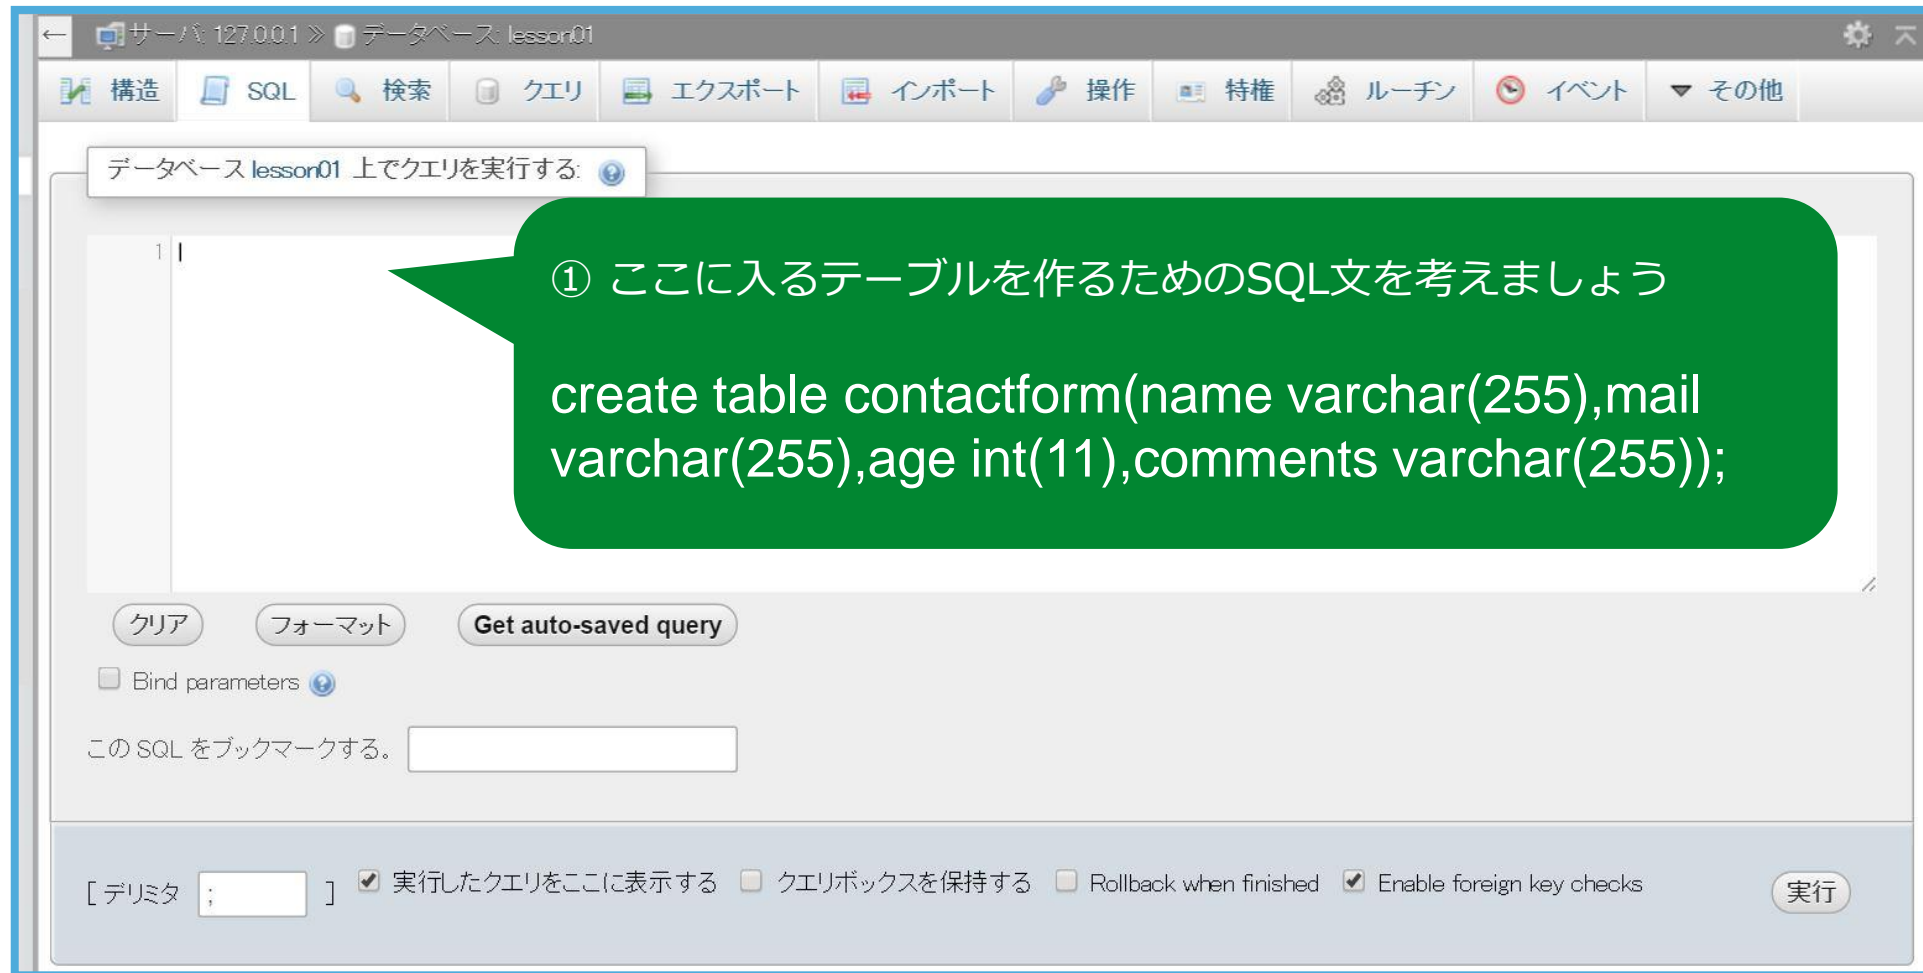 ← サーバ: 127.0.0.1 » データベース: lesson01
構造 SQL 検索 クエリ エクスポート インポート 操作 特権 ルーチン イベント その他
データベース lesson01 上でクエリを実行する:
1
① ここに入るテーブルを作るためのSQL文を考えましょう
create table contactform(name varchar(255),mail
varchar(255),age int(11),comments varchar(255));
クリア フォーマット Get auto-saved query
Bind parameters
この SQL をブックマークする。
[ デリミタ ; ] 実行したクエリをここに表示する クエリボックスを保持する Rollback when finished Enable foreign key checks 実行